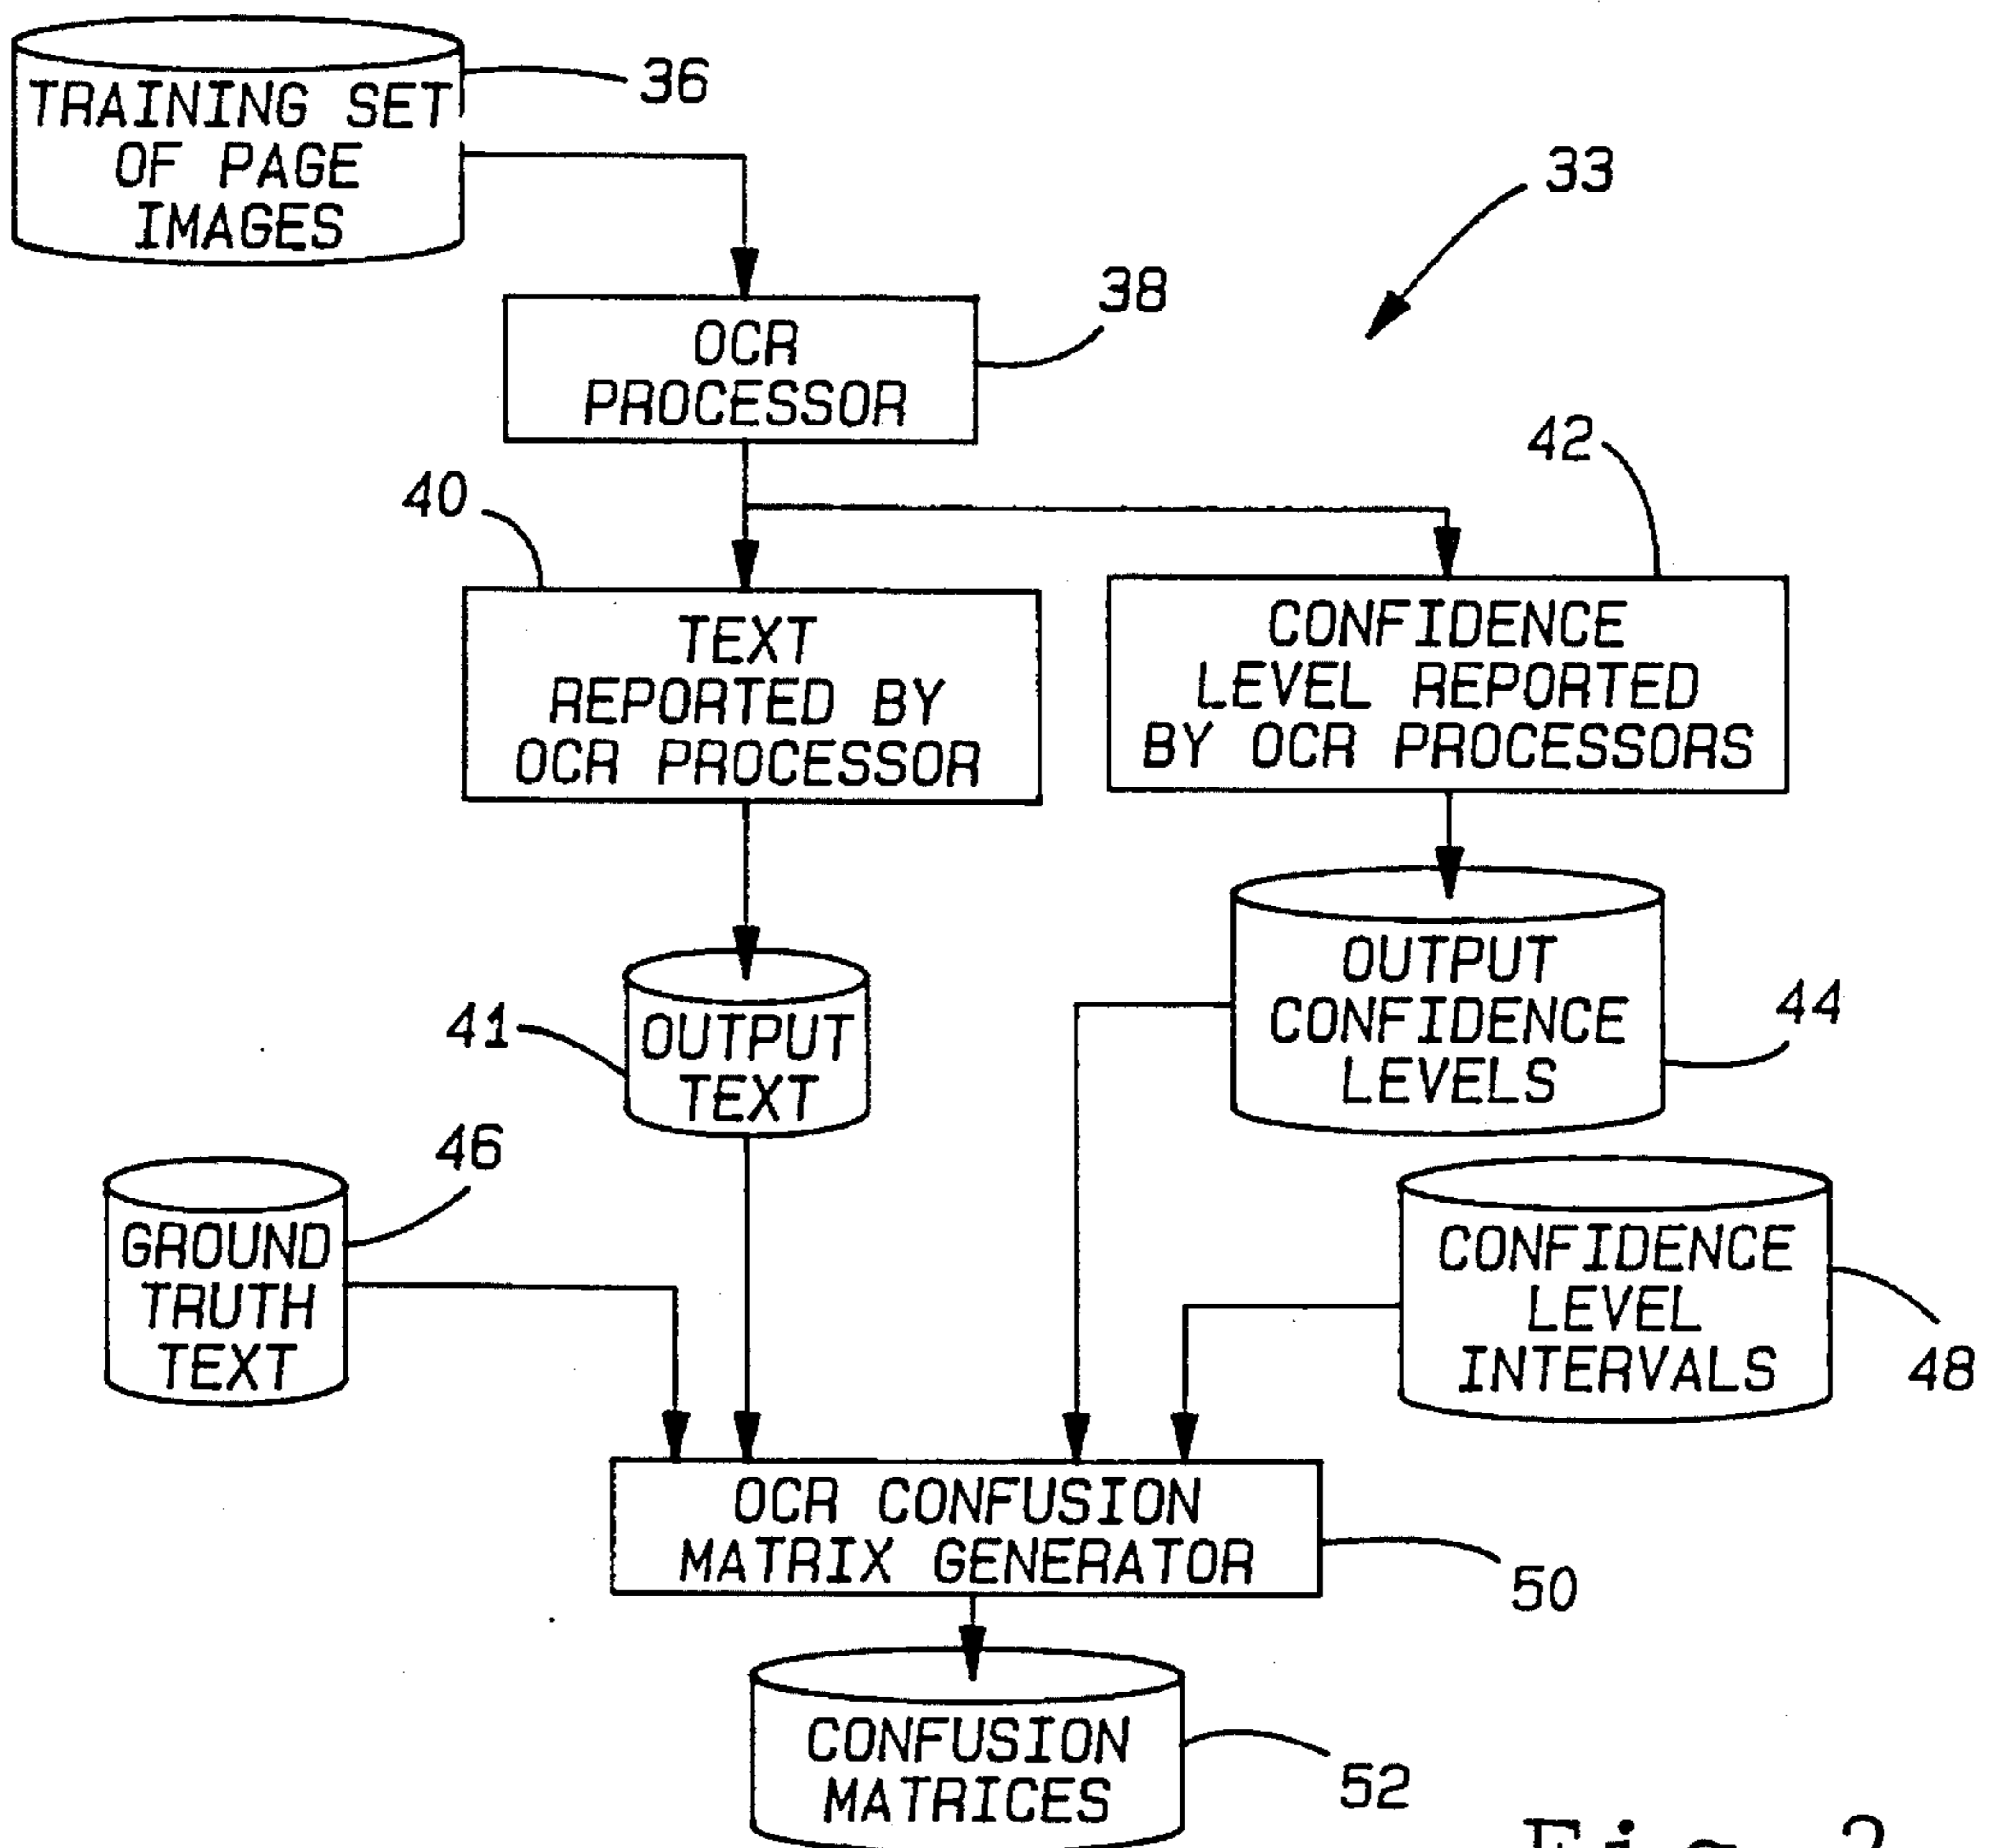 TRAINING SET
OF PAGE
IMAGES
36
33
OCR
PROCESSOR
38
40
42
TEXT
REPORTED BY
OCR PROCESSOR
CONFIDENCE
LEVEL REPORTED
BY OCR PROCESSORS
41
OUTPUT
TEXT
OUTPUT
CONFIDENCE
LEVELS
44
46
GROUND
TRUTH
TEXT
CONFIDENCE
LEVEL
INTERVALS
48
OCR CONFUSION
MATRIX GENERATOR
50
CONFUSION
MATRICES
52